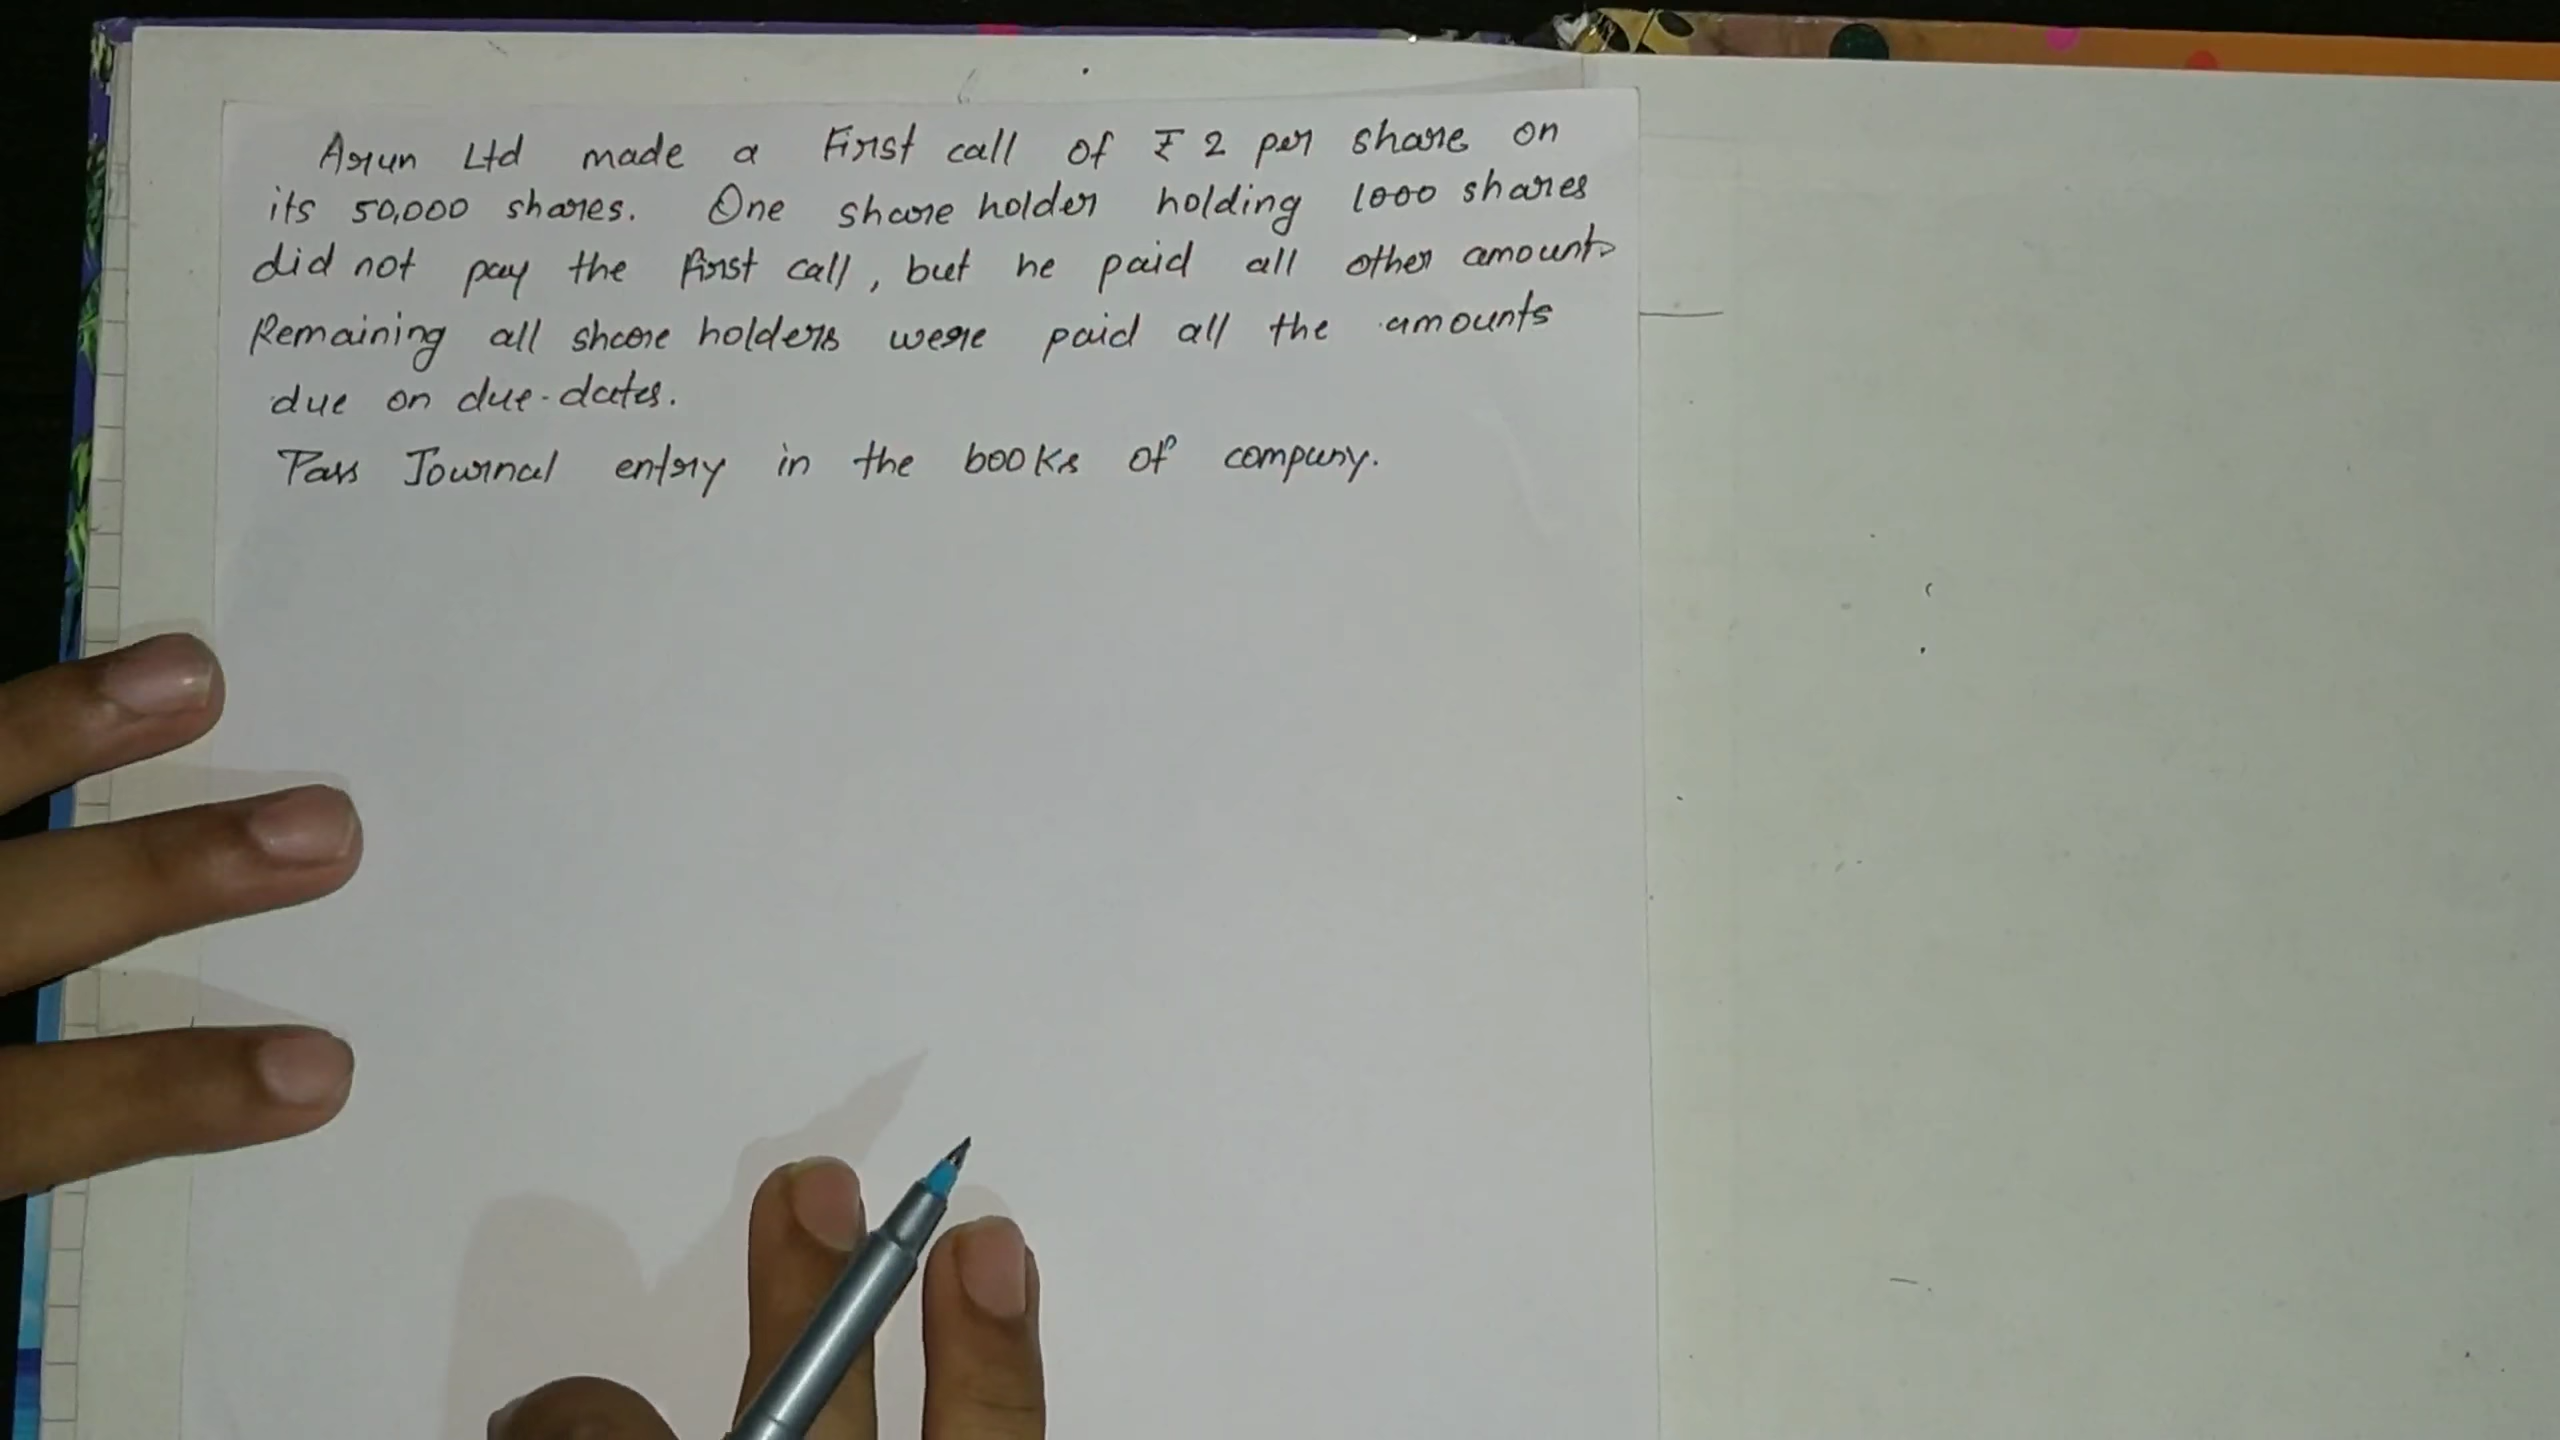 Arun Ltd made a First call of ₹ 2 per share on
its 50,000 shares. One share holder holding 1000 shares
did not pay the first call, but he paid all other amounts
Remaining all share holders were paid all the amounts
due on due-dates.
Pass Journal entry in the books of company.